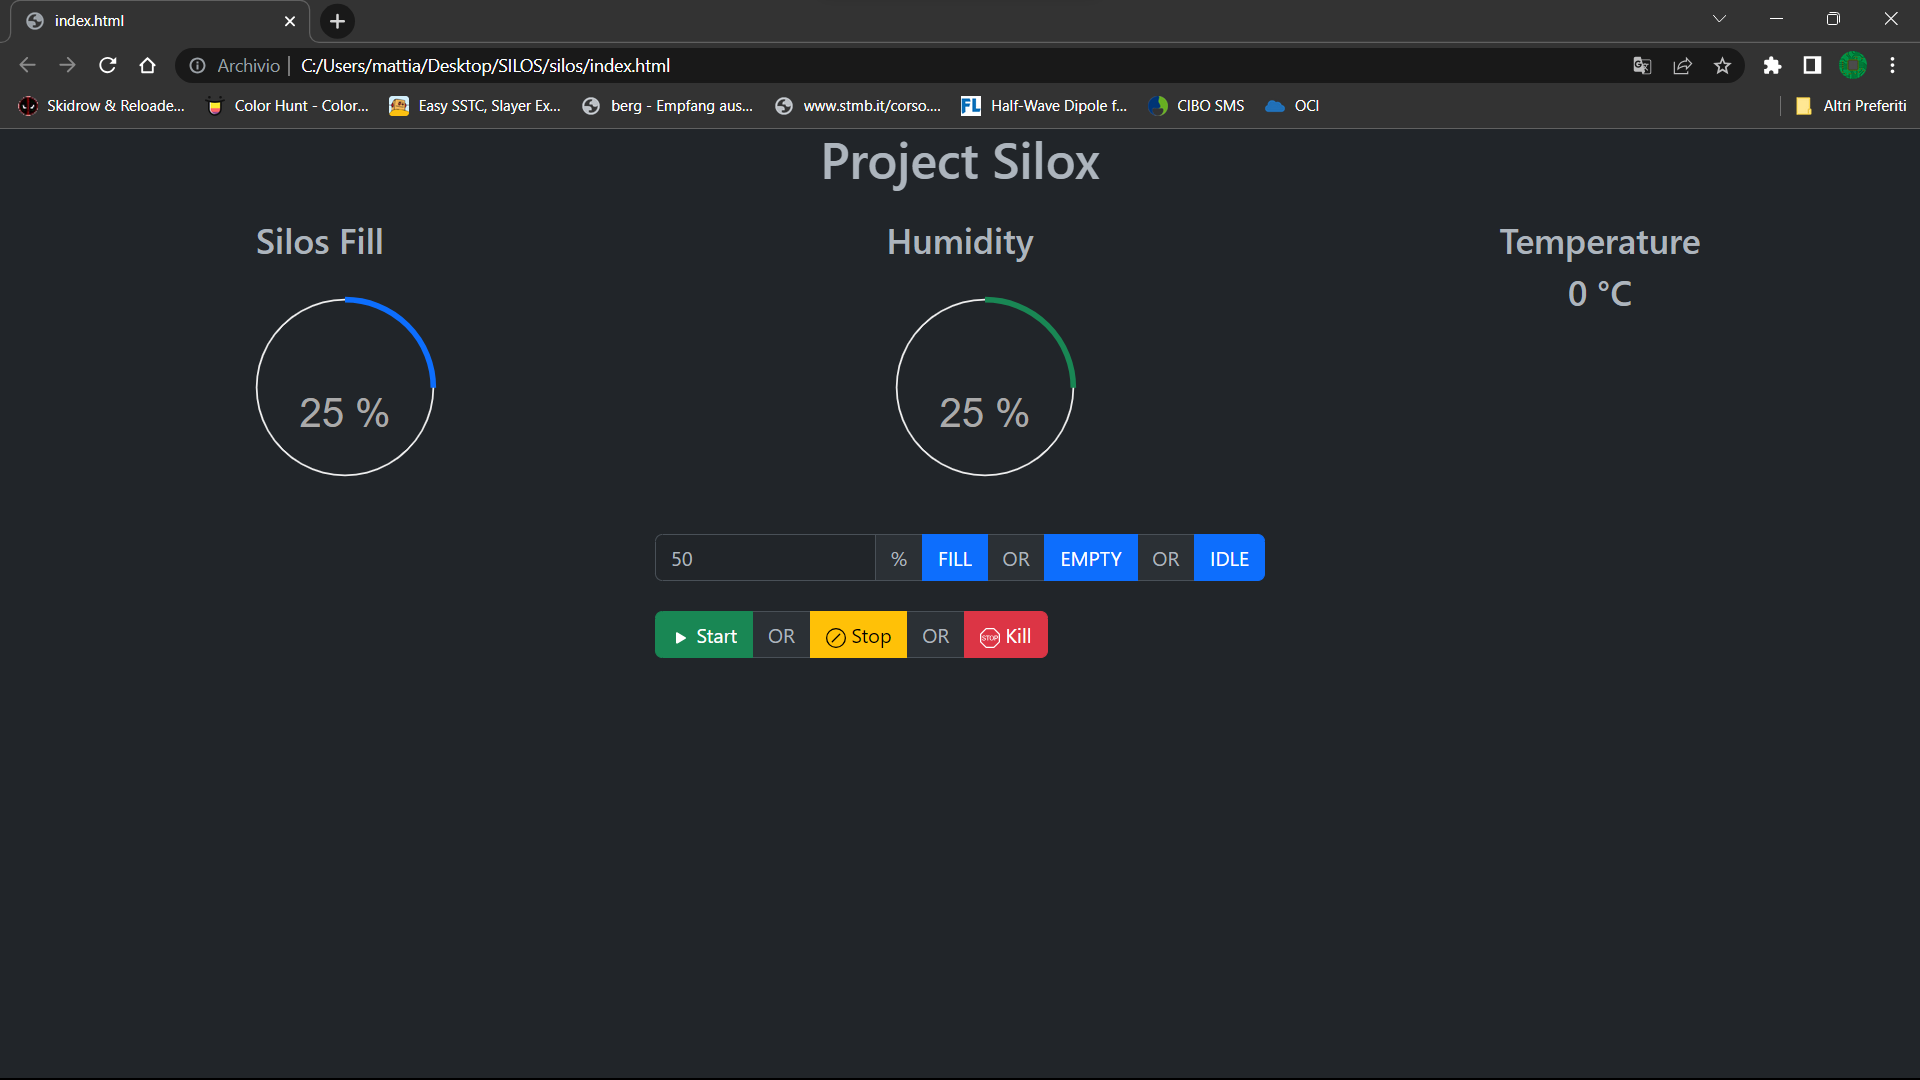 index.html
Archivio | C:/Users/mattia/Desktop/SILOS/silos/index.html
Skidrow & Reloade... Color Hunt - Color... Easy SSTC, Slayer Ex... berg - Empfang aus... www.stmb.it/corso.... FL Half-Wave Dipole f... CIBO SMS OCI Altri Preferiti
Project Silox
Silos Fill Humidity Temperature
0 °C
25 % 25 %
50 % FILL OR EMPTY OR IDLE
Start OR Stop OR STOP Kill